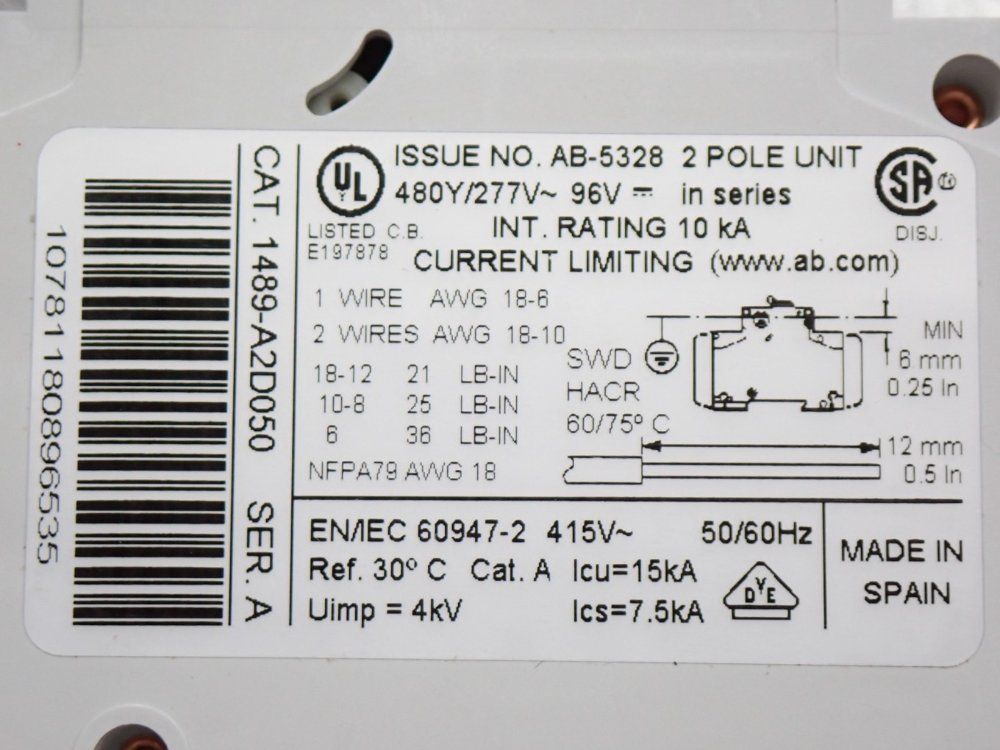 10781180896535
CAT. 1489-A2D050 SER. A
UL
LISTED C.B.
E197878
ISSUE NO. AB-5328 2 POLE UNIT
480Y/277V~ 96V ⎓ in series
INT. RATING 10 kA
CURRENT LIMITING (www.ab.com)
SA
DISJ.
1 WIRE AWG 18-6
2 WIRES AWG 18-10
18-12 21 LB-IN
10-8 25 LB-IN
6 36 LB-IN
NFPA79 AWG 18
SWD
HACR
60/75º C
MIN
6 mm
0.25 In
12 mm
0.5 In
EN/IEC 60947-2 415V~ 50/60Hz
Ref. 30º C Cat. A Icu=15kA
Uimp = 4kV Ics=7.5kA
DYE
MADE IN
SPAIN